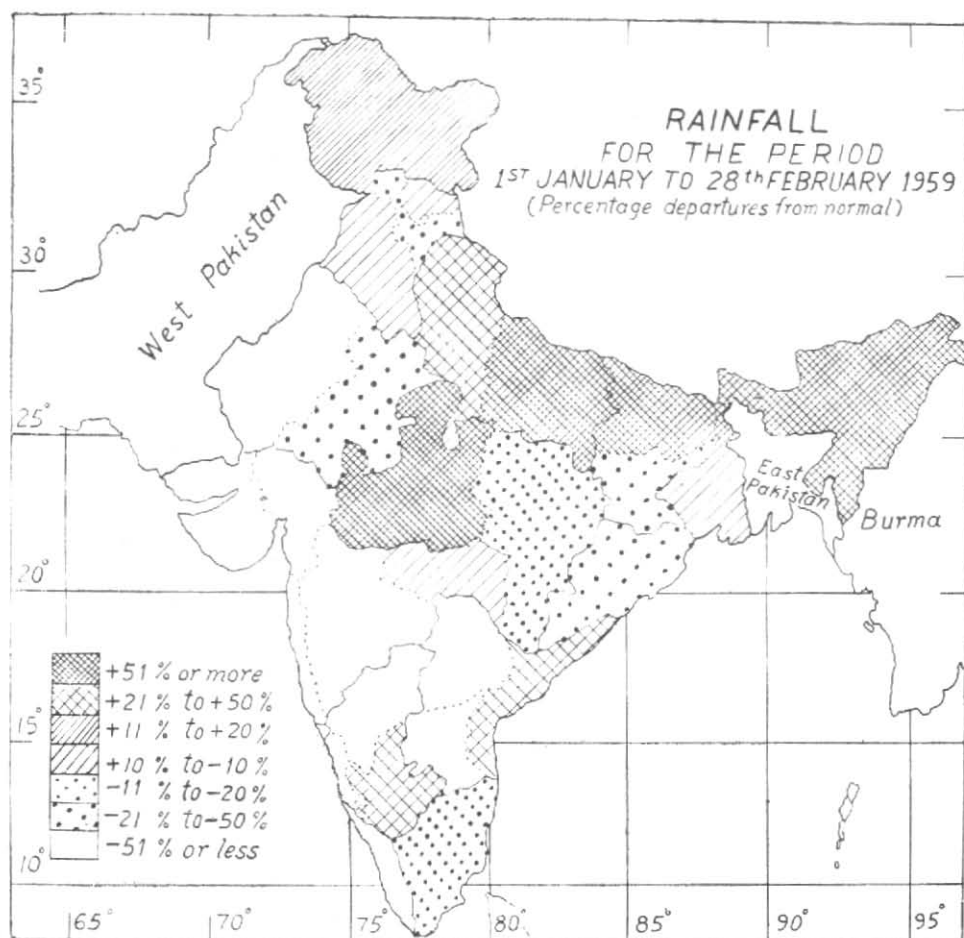 RAINFALL
FOR THE PERIOD
1ST JANUARY TO 28th FEBRUARY 1959
(Percentage departures from normal)
West Pakistan
East
Pakistan
Burma
35°
30°
25°
20°
15°
10°
+51 % or more
+21 % to +50 %
+11 % to +20%
+10 % to -10 %
-11 % to -20%
-21 % to -50%
-51 % or less
65° 70° 75° 80° 85° 90° 95°